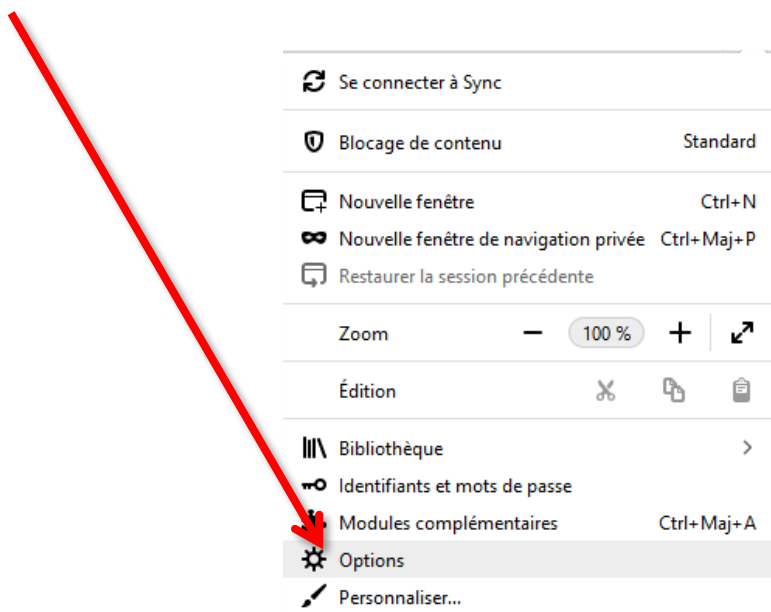 Se connecter à Sync
Blocage de contenu Standard
Nouvelle fenêtre Ctrl+N
Nouvelle fenêtre de navigation privée Ctrl+Maj+P
Restaurer la session précédente
Zoom − 100 % +
Édition
Bibliothèque
Identifiants et mots de passe
Modules complémentaires Ctrl+Maj+A
Options
Personnaliser...